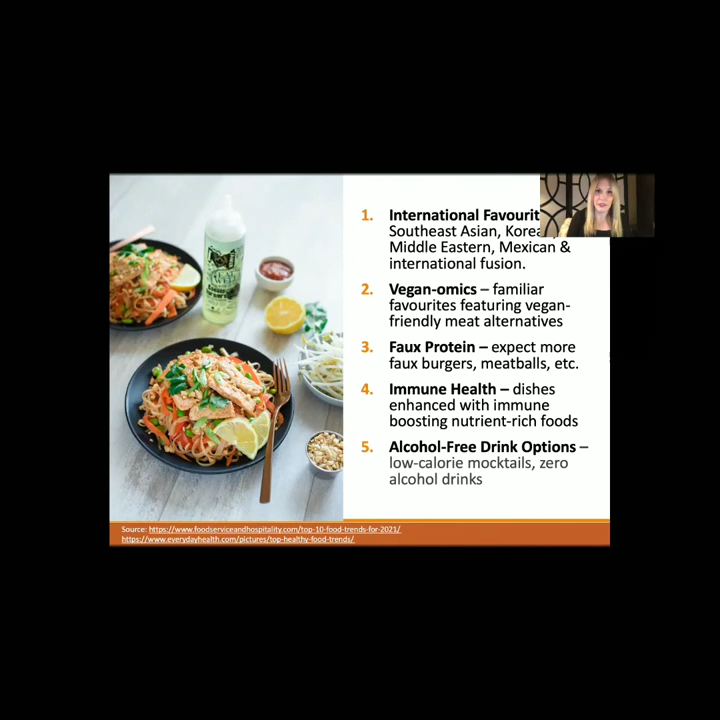 1. International Favourit
Southeast Asian, Korea
Middle Eastern, Mexican &
international fusion.
2. Vegan-omics – familiar
favourites featuring vegan-
friendly meat alternatives
3. Faux Protein – expect more
faux burgers, meatballs, etc.
4. Immune Health – dishes
enhanced with immune
boosting nutrient-rich foods
5. Alcohol-Free Drink Options –
low-calorie mocktails, zero
alcohol drinks
Source: https://www.foodserviceandhospitality.com/top-10-food-trends-for-2021/
https://www.everydayhealth.com/pictures/top-healthy-food-trends/